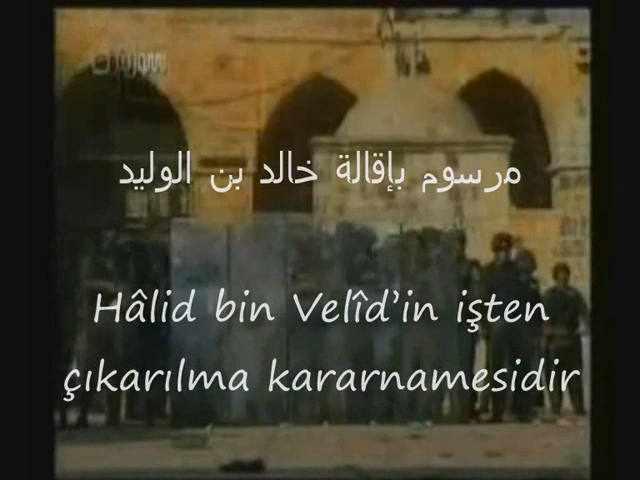 مرسوم بإقالة خالد بن الوليد
Hâlid bin Velîd’in işten
çıkarılma kararnamesidir